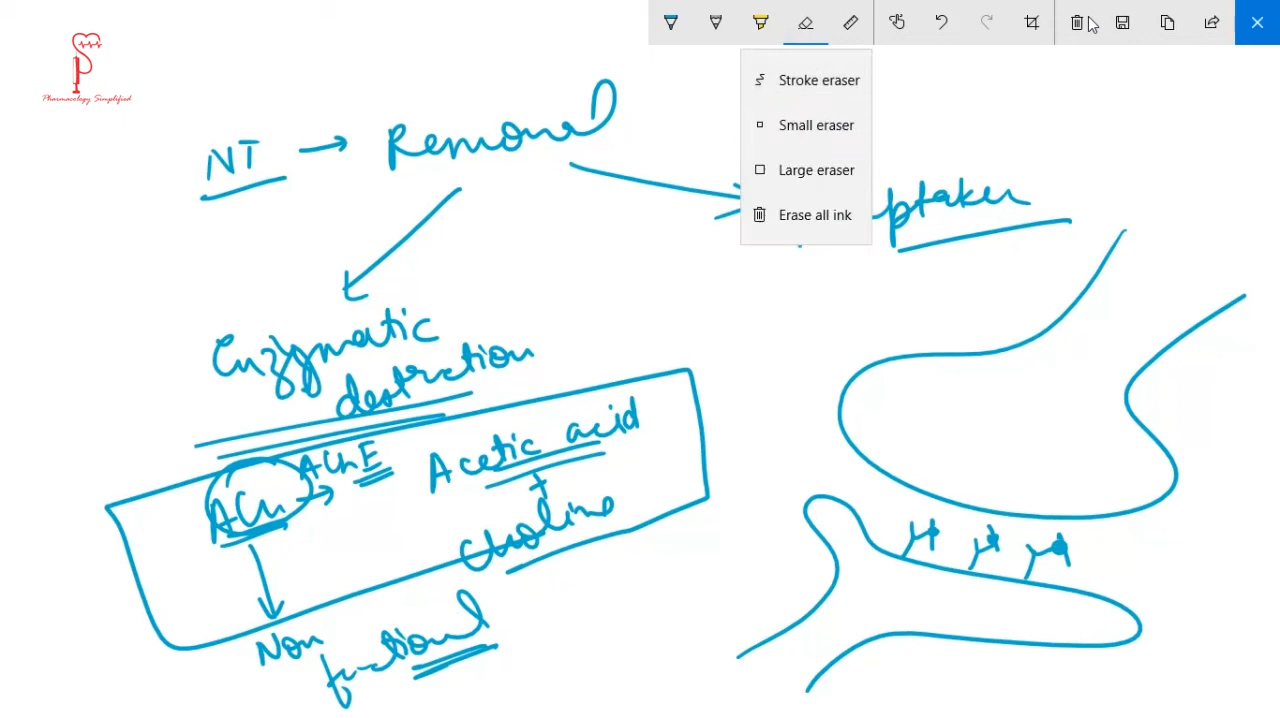 Pharmacology Simplified
Stroke eraser
Small eraser
Large eraser
Erase all ink
NT → Removal
ptaken
Enzymatic
destruction
ACh → AChE Acetic acid
+
Choline
Non
functional